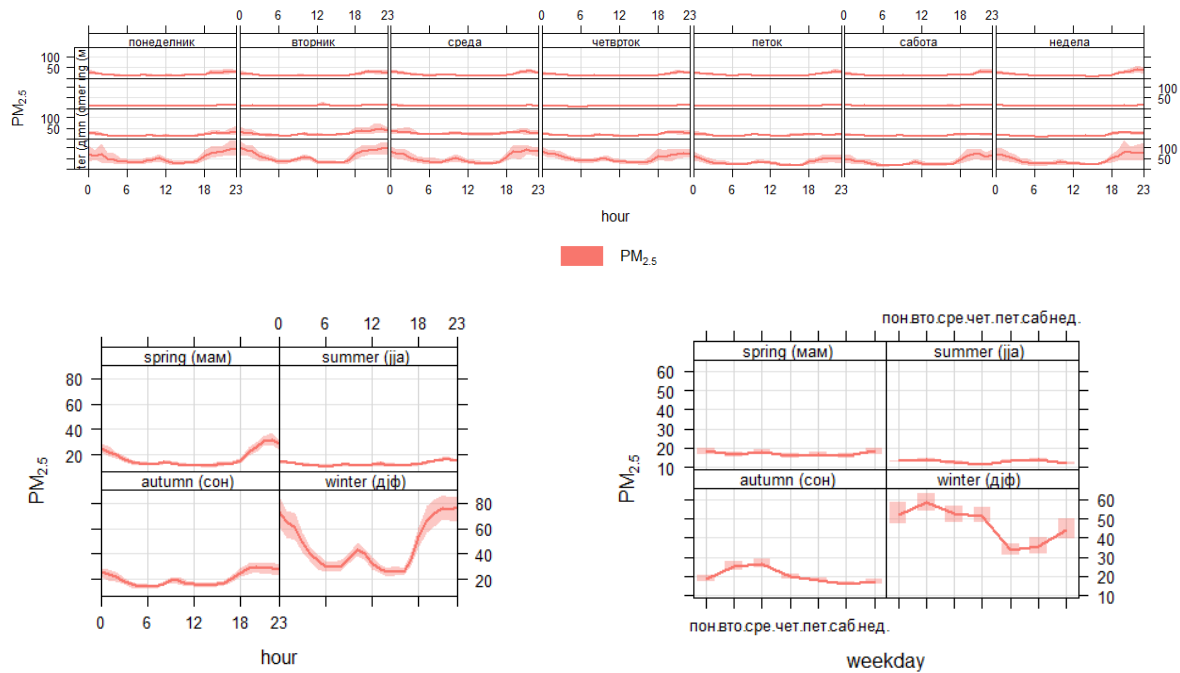 0 6 12 18 23 0 6 12 18 23 0 6 12 18 23
понеделник вторник среда четврток петок сабота недела
100
50
100
50
100
50
100
50
PM2.5
0 6 12 18 23 0 6 12 18 23 0 6 12 18 23 0 6 12 18 23
hour
PM2.5
0 6 12 18 23
spring (мам) summer (јја)
80
60
40
20
autumn (сон) winter (дјф)
80
60
40
20
PM2.5
0 6 12 18 23
hour
пон.вто.сре.чет.пет.саб.нед.
spring (мам) summer (јја)
60
50
40
30
20
10
autumn (сон) winter (дјф)
60
50
40
30
20
10
PM2.5
пон.вто.сре.чет.пет.саб.нед.
weekday